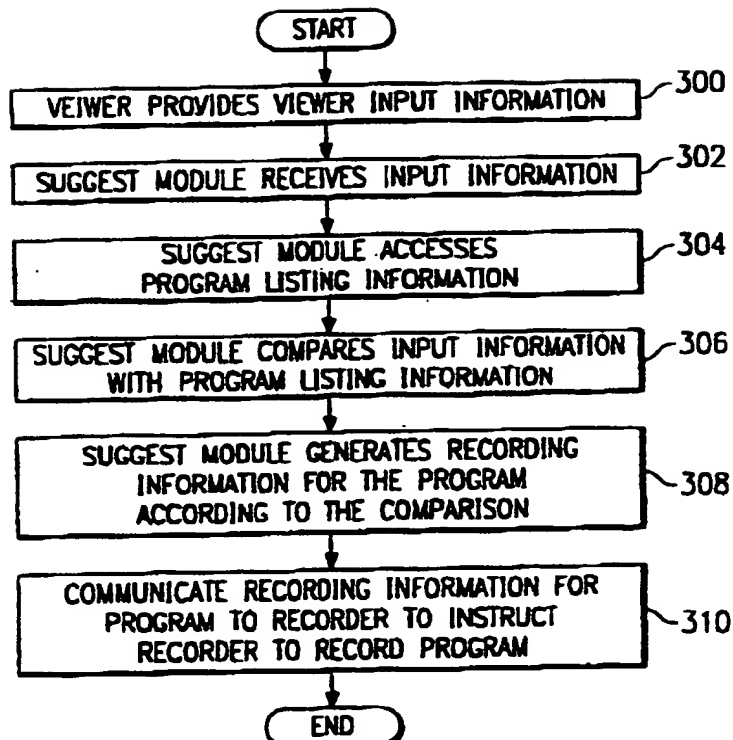 START
VEIWER PROVIDES VIEWER INPUT INFORMATION
300
SUGGEST MODULE RECEIVES INPUT INFORMATION
302
SUGGEST MODULE ACCESSES
PROGRAM LISTING INFORMATION
304
SUGGEST MODULE COMPARES INPUT INFORMATION
WITH PROGRAM LISTING INFORMATION
306
SUGGEST MODULE GENERATES RECORDING
INFORMATION FOR THE PROGRAM
ACCORDING TO THE COMPARISON
308
COMMUNICATE RECORDING INFORMATION FOR
PROGRAM TO RECORDER TO INSTRUCT
RECORDER TO RECORD PROGRAM
310
END